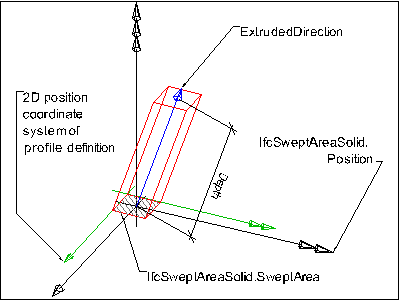 ExtrudedDirection
2D position
coordinate
system of
profile definition
IfcSweptAreaSolid.
Position
Depth
IfcSweptAreaSolid.SweptArea